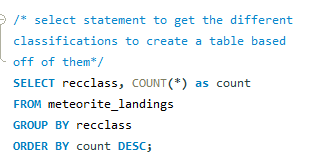 /* select statement to get the different
classifications to create a table based
off of them*/
SELECT recclass, COUNT(*) as count
FROM meteorite_landings
GROUP BY recclass
ORDER BY count DESC;